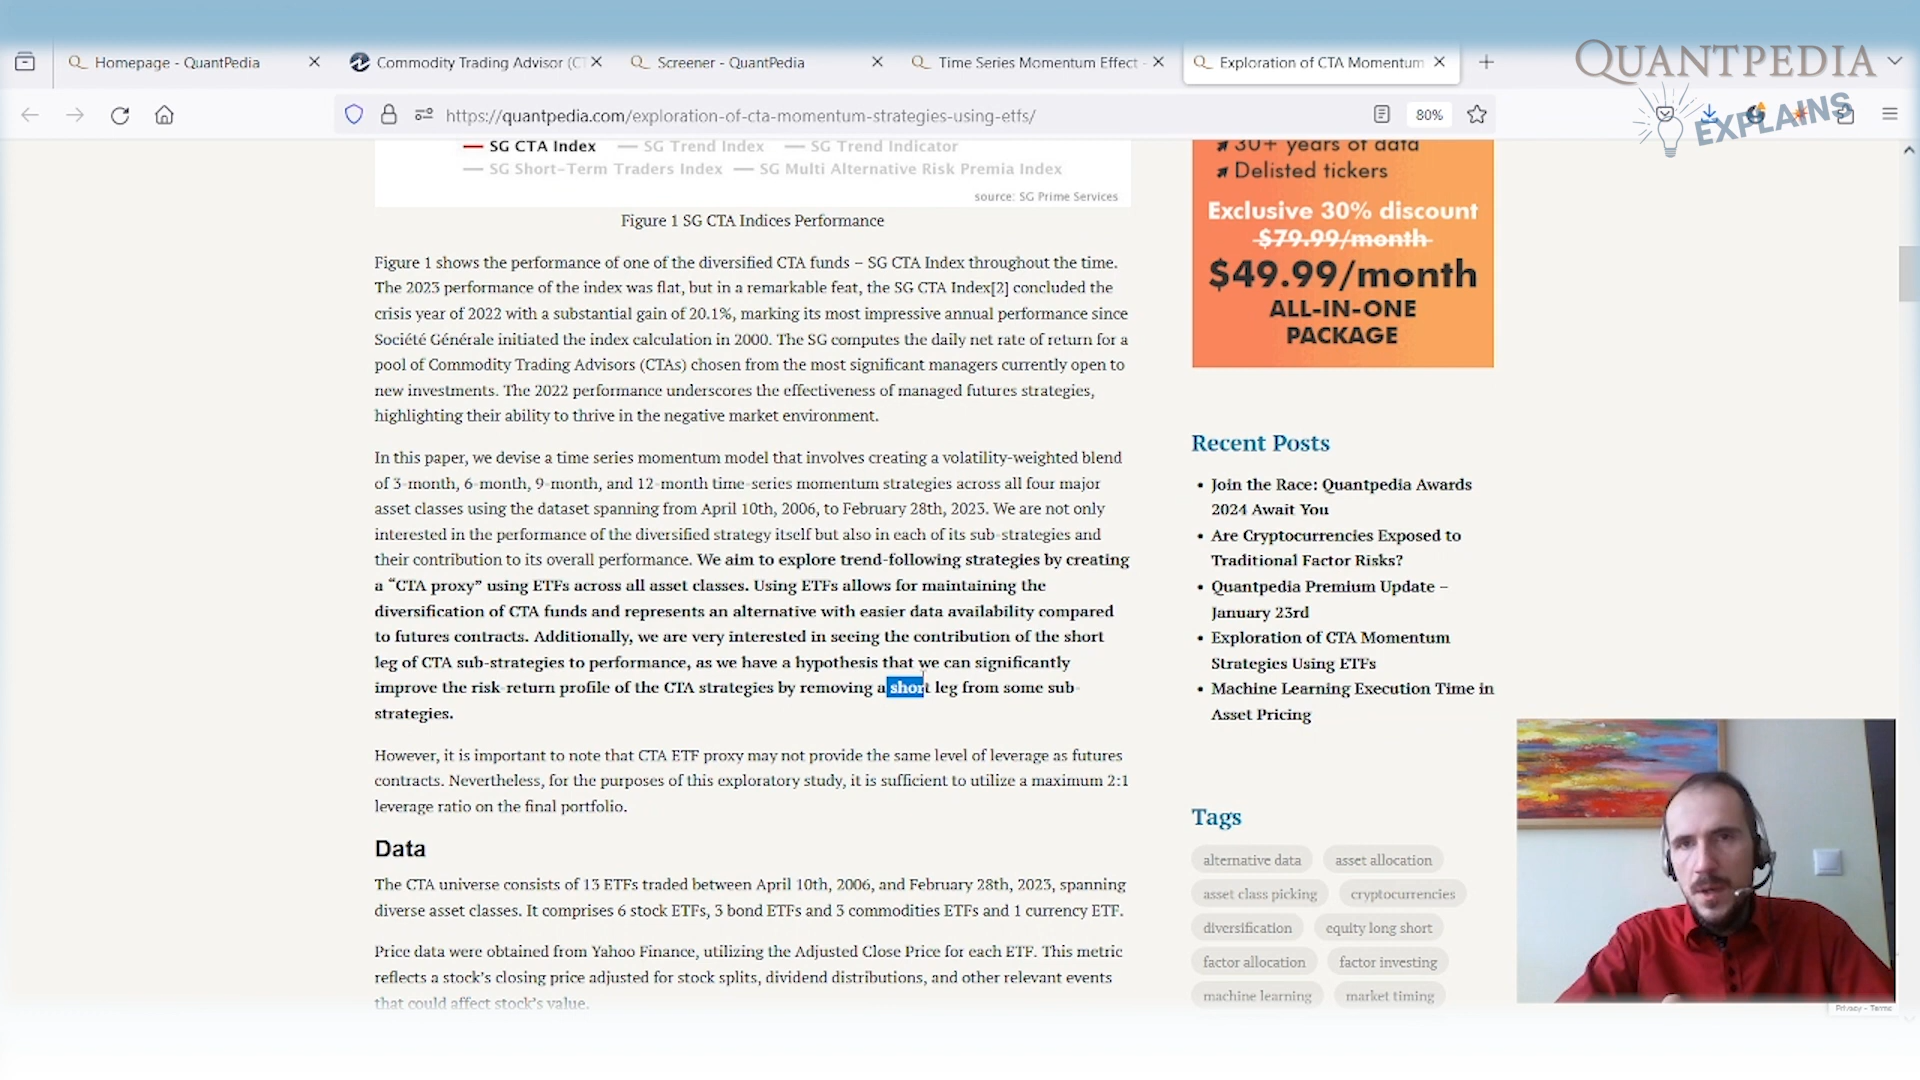 QUANTPEDIA
EXPLAINS
Homepage - QuantPedia
Commodity Trading Advisor (CT
Screener - QuantPedia
Time Series Momentum Effect -
Exploration of CTA Momentum
https://quantpedia.com/exploration-of-cta-momentum-strategies-using-etfs/
80%
SG CTA Index SG Trend Index SG Trend Indicator
SG Short-Term Traders Index SG Multi Alternative Risk Premia Index
source: SG Prime Services
Figure 1 SG CTA Indices Performance
Figure 1 shows the performance of one of the diversified CTA funds – SG CTA Index throughout the time.
The 2023 performance of the index was flat, but in a remarkable feat, the SG CTA Index[2] concluded the
crisis year of 2022 with a substantial gain of 20.1%, marking its most impressive annual performance since
Société Générale initiated the index calculation in 2000. The SG computes the daily net rate of return for a
pool of Commodity Trading Advisors (CTAs) chosen from the most significant managers currently open to
new investments. The 2022 performance underscores the effectiveness of managed futures strategies,
highlighting their ability to thrive in the negative market environment.
In this paper, we devise a time series momentum model that involves creating a volatility-weighted blend
of 3-month, 6-month, 9-month, and 12-month time-series momentum strategies across all four major
asset classes using the dataset spanning from April 10th, 2006, to February 28th, 2023. We are not only
interested in the performance of the diversified strategy itself but also in each of its sub-strategies and
their contribution to its overall performance. We aim to explore trend-following strategies by creating
a “CTA proxy” using ETFs across all asset classes. Using ETFs allows for maintaining the
diversification of CTA funds and represents an alternative with easier data availability compared
to futures contracts. Additionally, we are very interested in seeing the contribution of the short
leg of CTA sub-strategies to performance, as we have a hypothesis that we can significantly
improve the risk-return profile of the CTA strategies by removing a short leg from some sub-
strategies.
However, it is important to note that CTA ETF proxy may not provide the same level of leverage as futures
contracts. Nevertheless, for the purposes of this exploratory study, it is sufficient to utilize a maximum 2:1
leverage ratio on the final portfolio.
Data
The CTA universe consists of 13 ETFs traded between April 10th, 2006, and February 28th, 2023, spanning
diverse asset classes. It comprises 6 stock ETFs, 3 bond ETFs and 3 commodities ETFs and 1 currency ETF.
Price data were obtained from Yahoo Finance, utilizing the Adjusted Close Price for each ETF. This metric
reflects a stock’s closing price adjusted for stock splits, dividend distributions, and other relevant events
that could affect stock’s value.
30+ years of data
Delisted tickers
Exclusive 30% discount
$79.99/month
$49.99/month
ALL-IN-ONE
PACKAGE
Recent Posts
Join the Race: Quantpedia Awards
2024 Await You
Are Cryptocurrencies Exposed to
Traditional Factor Risks?
Quantpedia Premium Update –
January 23rd
Exploration of CTA Momentum
Strategies Using ETFs
Machine Learning Execution Time in
Asset Pricing
Tags
alternative data asset allocation
asset class picking cryptocurrencies
diversification equity long short
factor allocation factor investing
machine learning market timing
Privacy - Terms